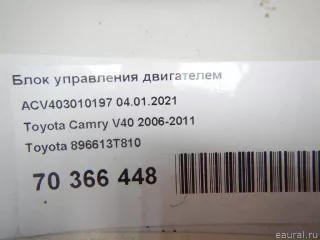 Блок управления двигателем
ACV403010197 04.01.2021
Toyota Camry V40 2006-2011
Toyota 896613T810
70 366 448
eaural.ru